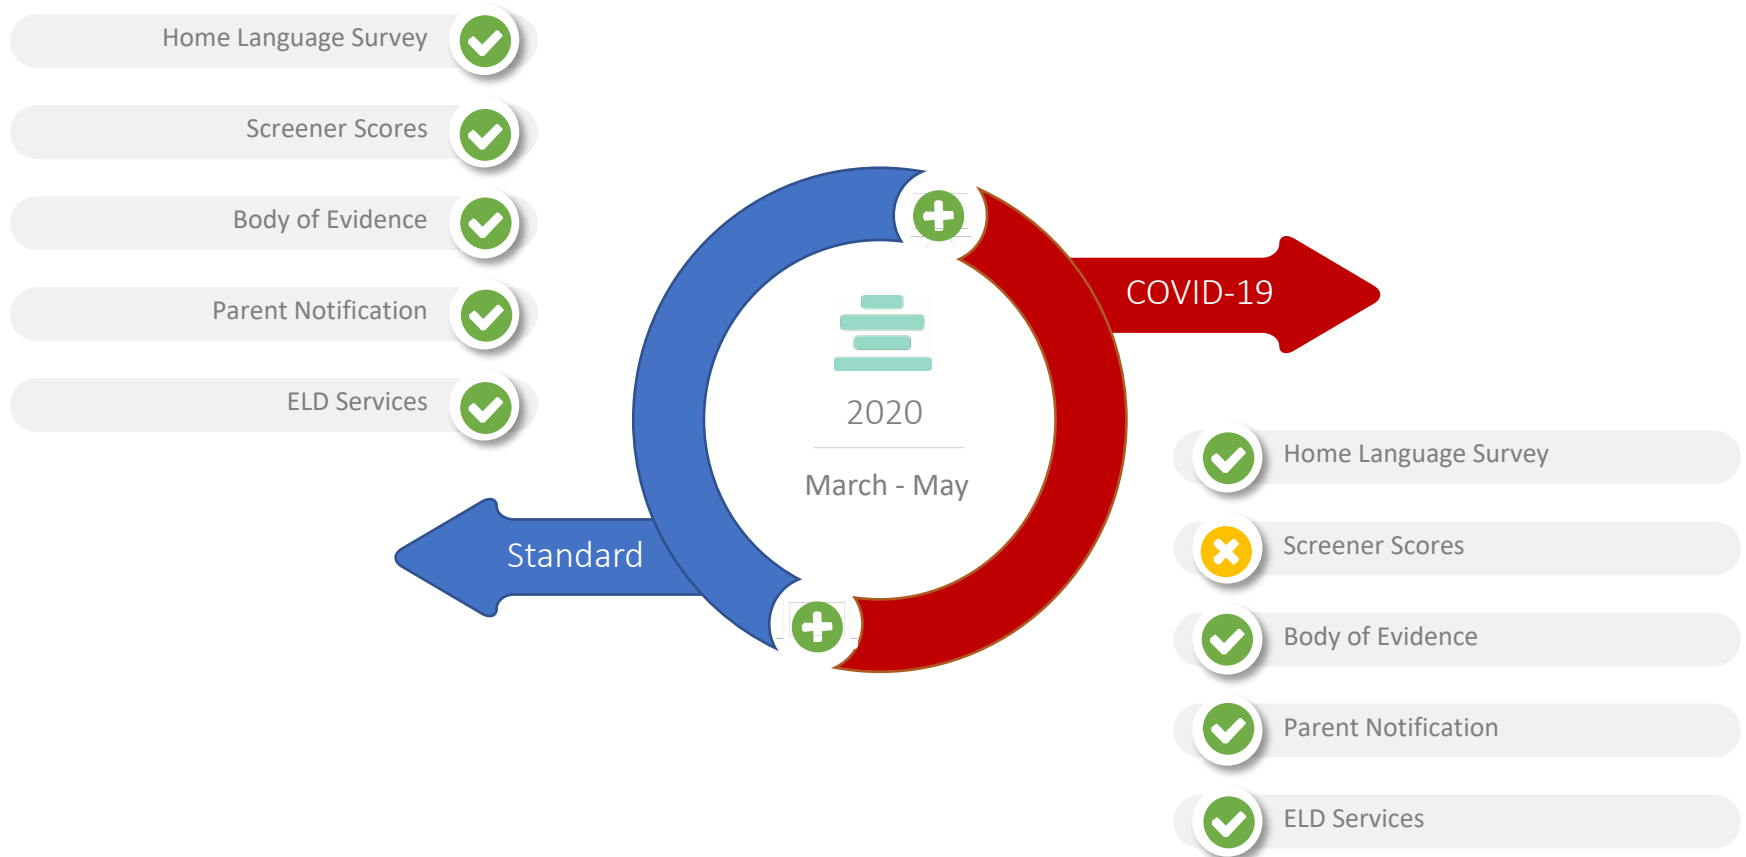 Home Language Survey
Screener Scores
Body of Evidence
Parent Notification
ELD Services
Standard
2020
March - May
COVID-19
Home Language Survey
Screener Scores
Body of Evidence
Parent Notification
ELD Services